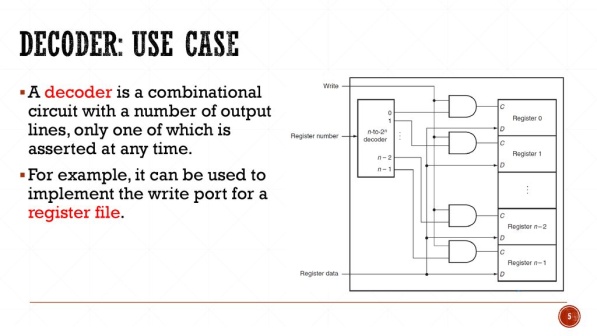 DECODER: USE CASE
▪ A decoder is a combinational
circuit with a number of output
lines, only one of which is
asserted at any time.
▪ For example, it can be used to
implement the write port for a
register file.
Write
Register number
n-to-2ⁿ
decoder
0
1
⋮
n – 2
n – 1
C
Register 0
D
C
Register 1
D
⋮
C
Register n – 2
D
C
Register n – 1
D
Register data
5